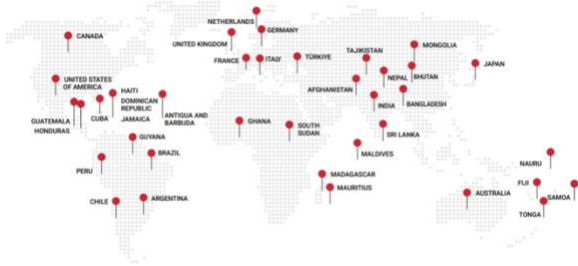 NETHERLANDS
GERMANY
CANADA
UNITED KINGDOM
MONGOLIA
TAJIKISTAN
FRANCE
ITALY
TÜRKIYE
JAPAN
NEPAL
BHUTAN
UNITED STATES
OF AMERICA
HAITI
AFGHANISTAN
DOMINICAN
REPUBLIC
INDIA
BANGLADESH
GUATEMALA
HONDURAS
CUBA
JAMAICA
ANTIGUA AND
BARBUDA
GHANA
SOUTH
SUDAN
SRI LANKA
GUYANA
BRAZIL
MALDIVES
PERU
NAURU
MADAGASCAR
MAURITIUS
FIJI
AUSTRALIA
SAMOA
CHILE
ARGENTINA
TONGA